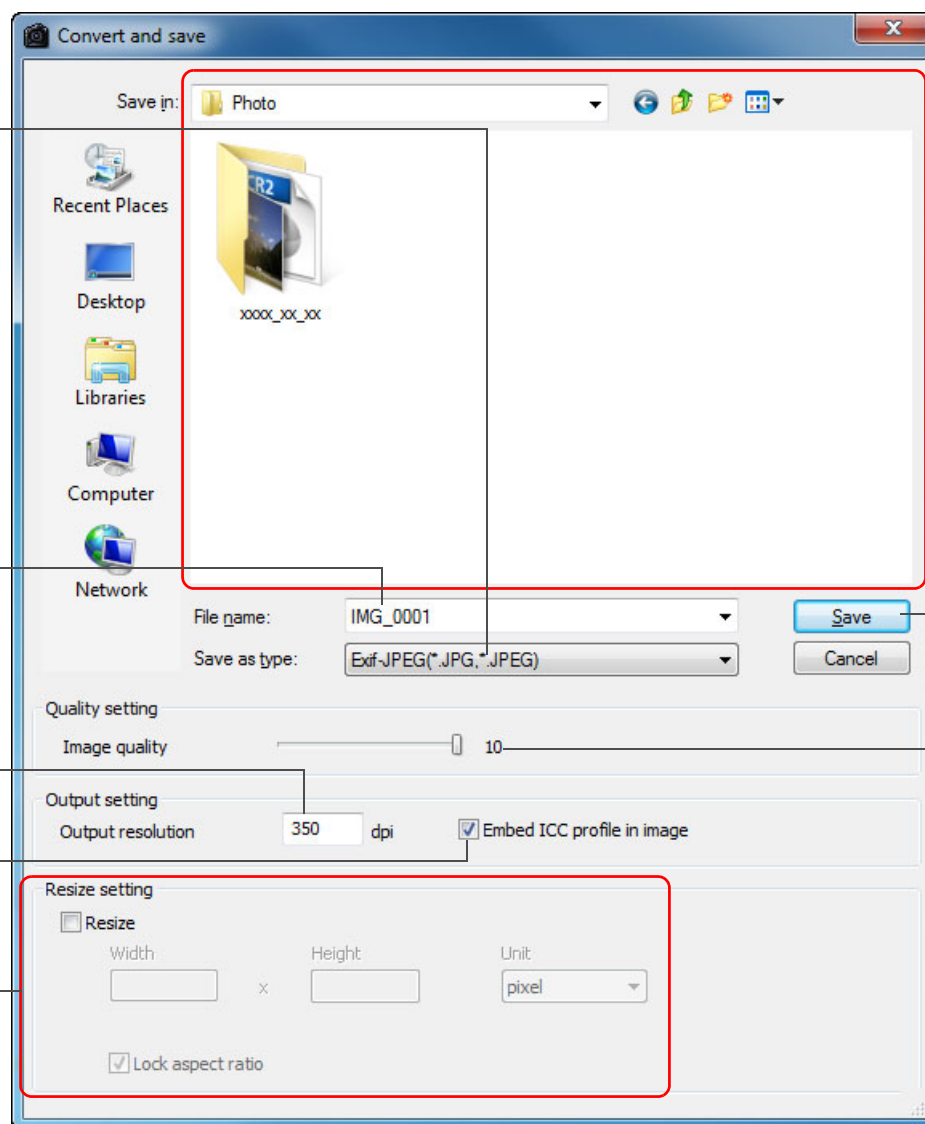 Convert and save
Save in: Photo
Recent Places
CR2
Desktop
xxxx_xx_xx
Libraries
Computer
Network
File name: IMG_0001 Save
Save as type: Exif-JPEG(*.JPG,*.JPEG) Cancel
Quality setting
Image quality 10
Output setting
Output resolution 350 dpi Embed ICC profile in image
Resize setting
Resize
Width Height Unit
x pixel
Lock aspect ratio